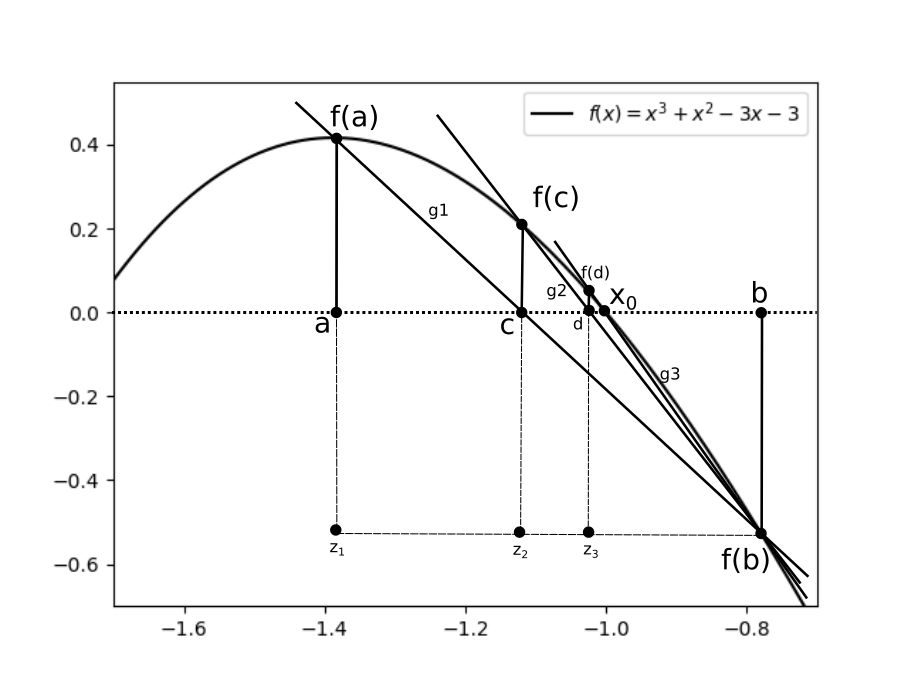 f(x) = x³ + x² − 3x − 3
f(a)
f(c)
g1
f(d)
g2
x₀
b
a
c
d
g3
z₁
z₂
z₃
f(b)
0.4
0.2
0.0
−0.2
−0.4
−0.6
−1.6
−1.4
−1.2
−1.0
−0.8